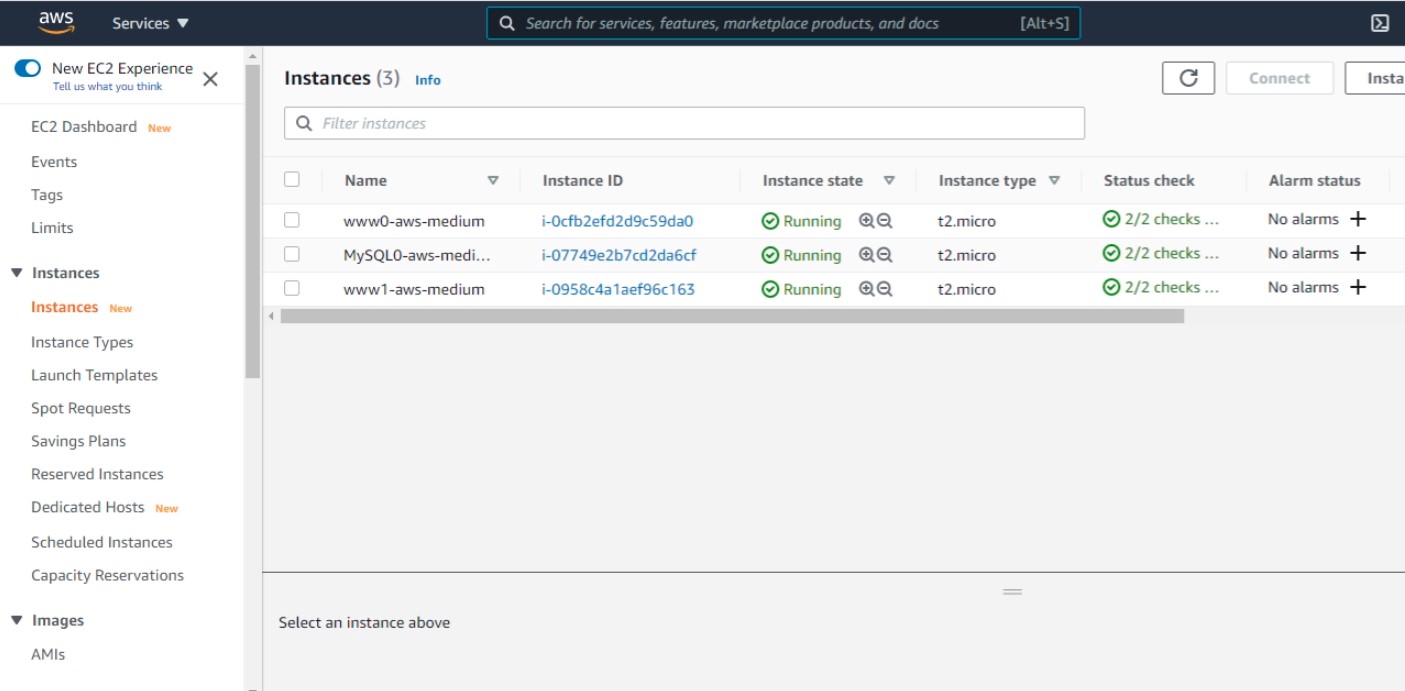 aws Services Search for services, features, marketplace products, and docs [Alt+S]
New EC2 Experience
Tell us what you think
EC2 Dashboard New
Events
Tags
Limits
Instances
Instances New
Instance Types
Launch Templates
Spot Requests
Savings Plans
Reserved Instances
Dedicated Hosts New
Scheduled Instances
Capacity Reservations
Images
AMIs
Instances (3) Info Connect Insta
Filter instances
Name Instance ID Instance state Instance type Status check Alarm status
www0-aws-medium i-0cfb2efd2d9c59da0 Running t2.micro 2/2 checks ... No alarms +
MySQL0-aws-medi... i-07749e2b7cd2da6cf Running t2.micro 2/2 checks ... No alarms +
www1-aws-medium i-0958c4a1aef96c163 Running t2.micro 2/2 checks ... No alarms +
Select an instance above